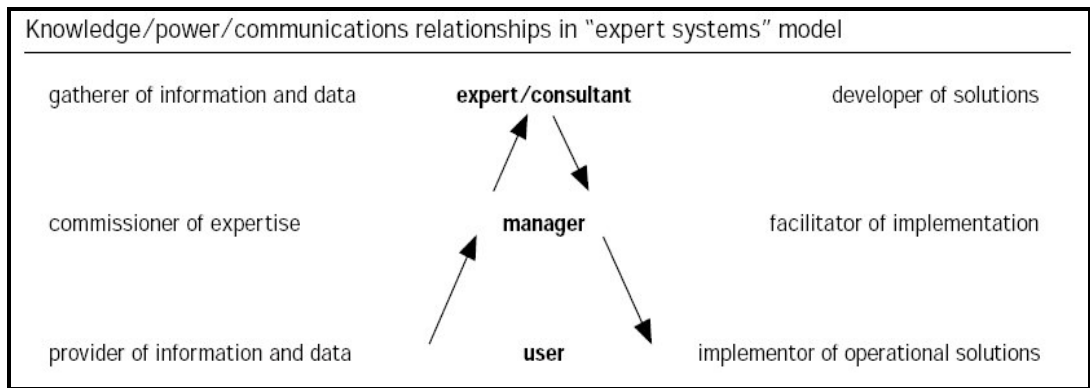 Knowledge/power/communications relationships in "expert systems" model
gatherer of information and data expert/consultant developer of solutions
commissioner of expertise manager facilitator of implementation
provider of information and data user implementor of operational solutions